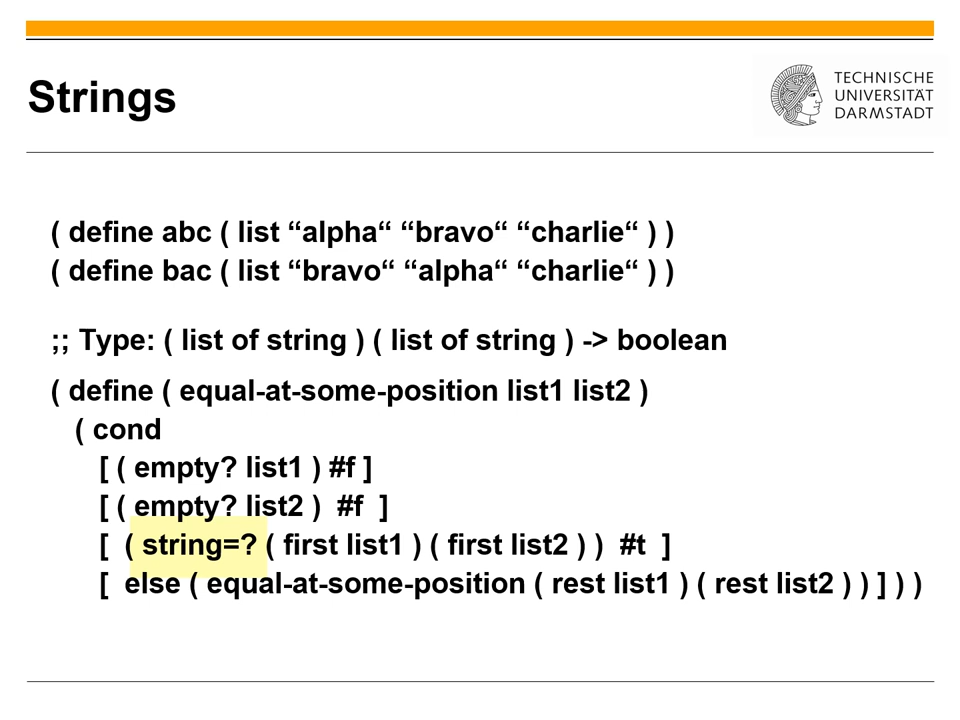 Strings
TECHNISCHE
UNIVERSITÄT
DARMSTADT
( define abc ( list “alpha“ “bravo“ “charlie“ ) )
( define bac ( list “bravo“ “alpha“ “charlie“ ) )
;; Type: ( list of string ) ( list of string ) -> boolean
( define ( equal-at-some-position list1 list2 )
( cond
[ ( empty? list1 ) #f ]
[ ( empty? list2 ) #f ]
[ ( string=? ( first list1 ) ( first list2 ) ) #t ]
[ else ( equal-at-some-position ( rest list1 ) ( rest list2 ) ) ] ) )